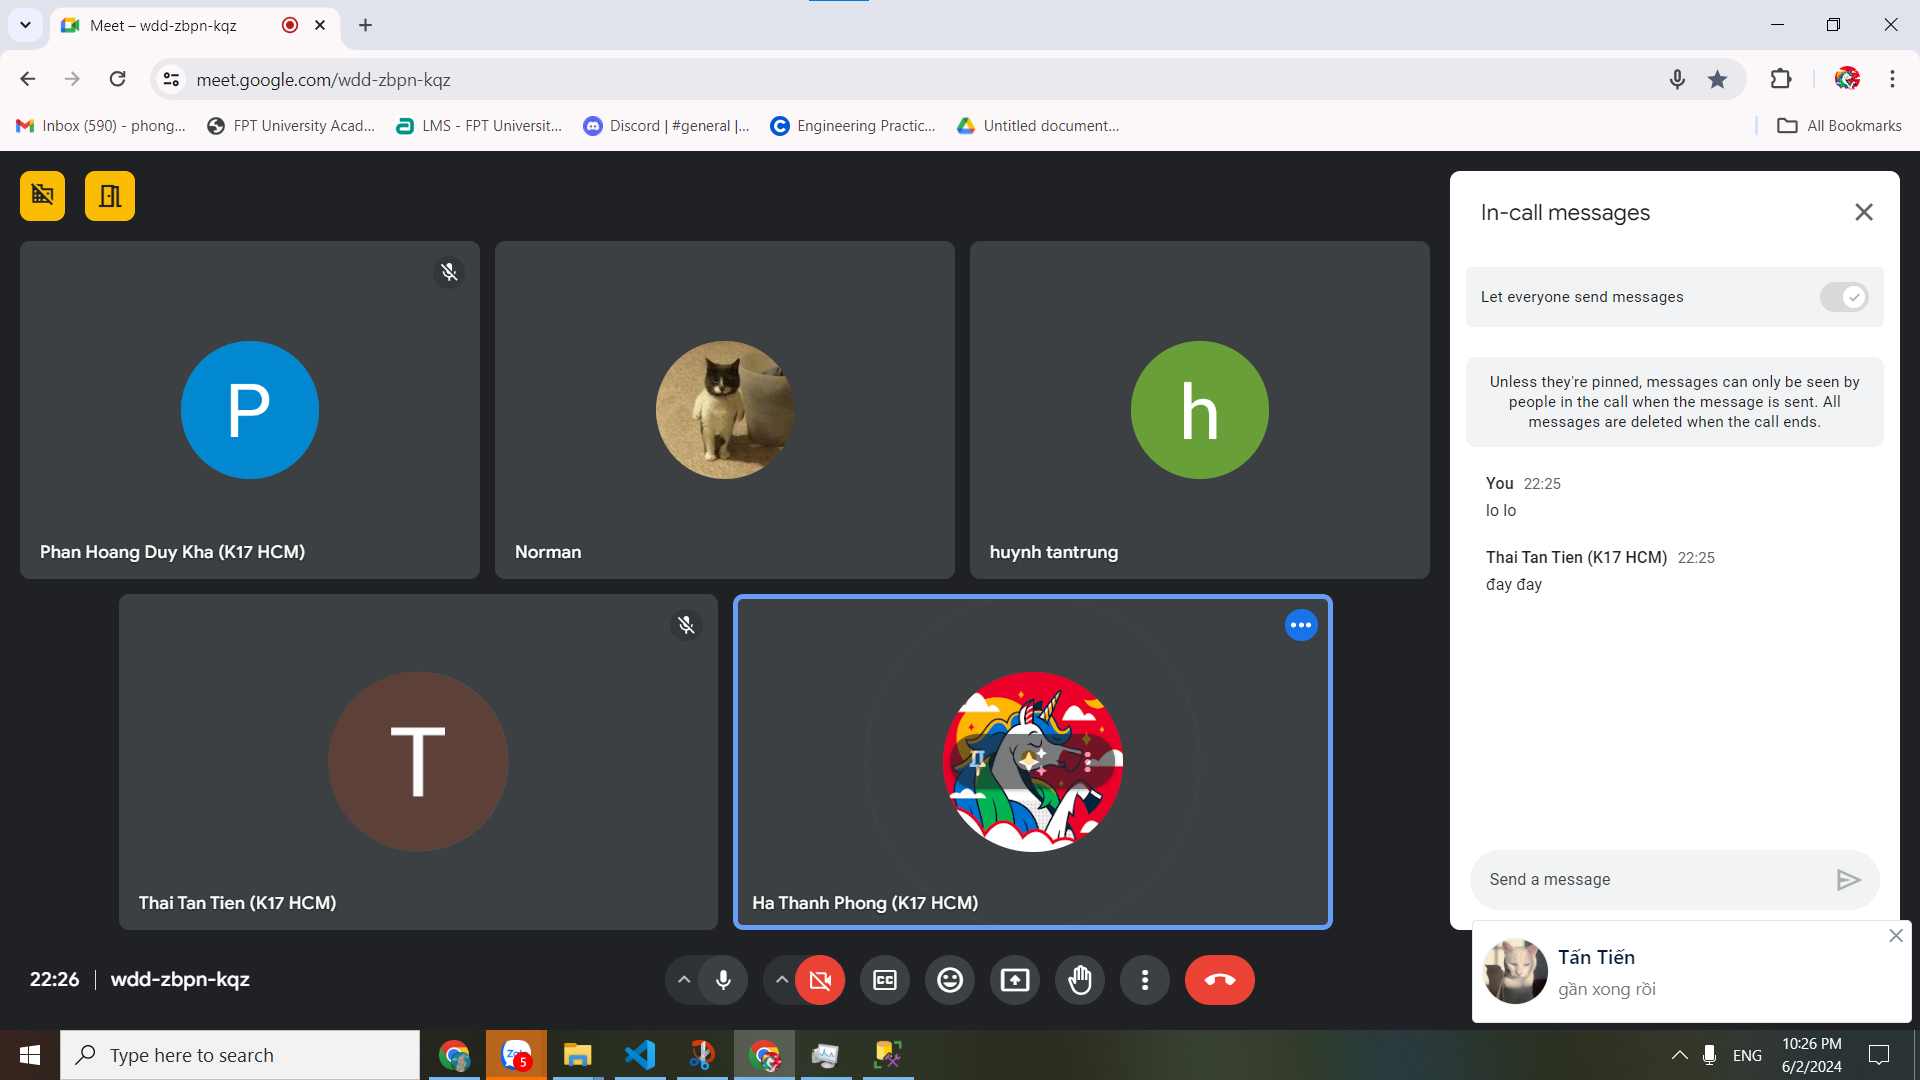 Meet – wdd-zbpn-kqz
meet.google.com/wdd-zbpn-kqz
Inbox (590) - phong...
FPT University Acad...
LMS - FPT Universit...
Discord | #general |...
Engineering Practic...
Untitled document...
All Bookmarks
P
Phan Hoang Duy Kha (K17 HCM)
Norman
h
huynh tantrung
T
Thai Tan Tien (K17 HCM)
Ha Thanh Phong (K17 HCM)
In-call messages
Let everyone send messages
Unless they're pinned, messages can only be seen by
people in the call when the message is sent. All
messages are deleted when the call ends.
You 22:25
lo lo
Thai Tan Tien (K17 HCM) 22:25
đay đay
Send a message
Tấn Tiến
gần xong rồi
22:26
wdd-zbpn-kqz
CC
Type here to search
5
ENG
10:26 PM
6/2/2024